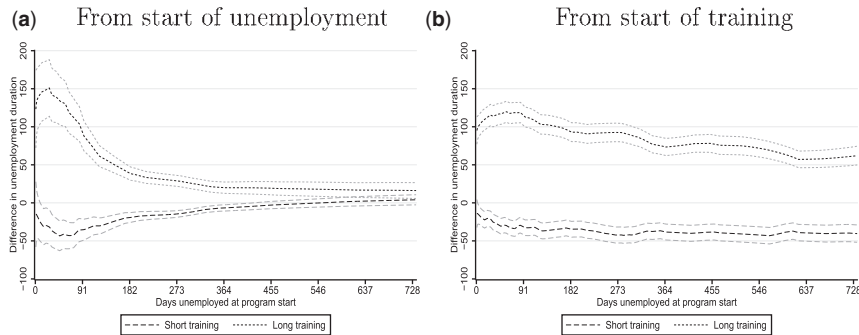 (a) From start of unemployment
Difference in unemployment duration
200
150
100
50
0
−50
−100
0 91 182 273 364 455 546 637 728
Days unemployed at program start
Short training Long training
(b) From start of training
Difference in unemployment duration
200
150
100
50
0
−50
−100
0 91 182 273 364 455 546 637 728
Days unemployed at program start
Short training Long training